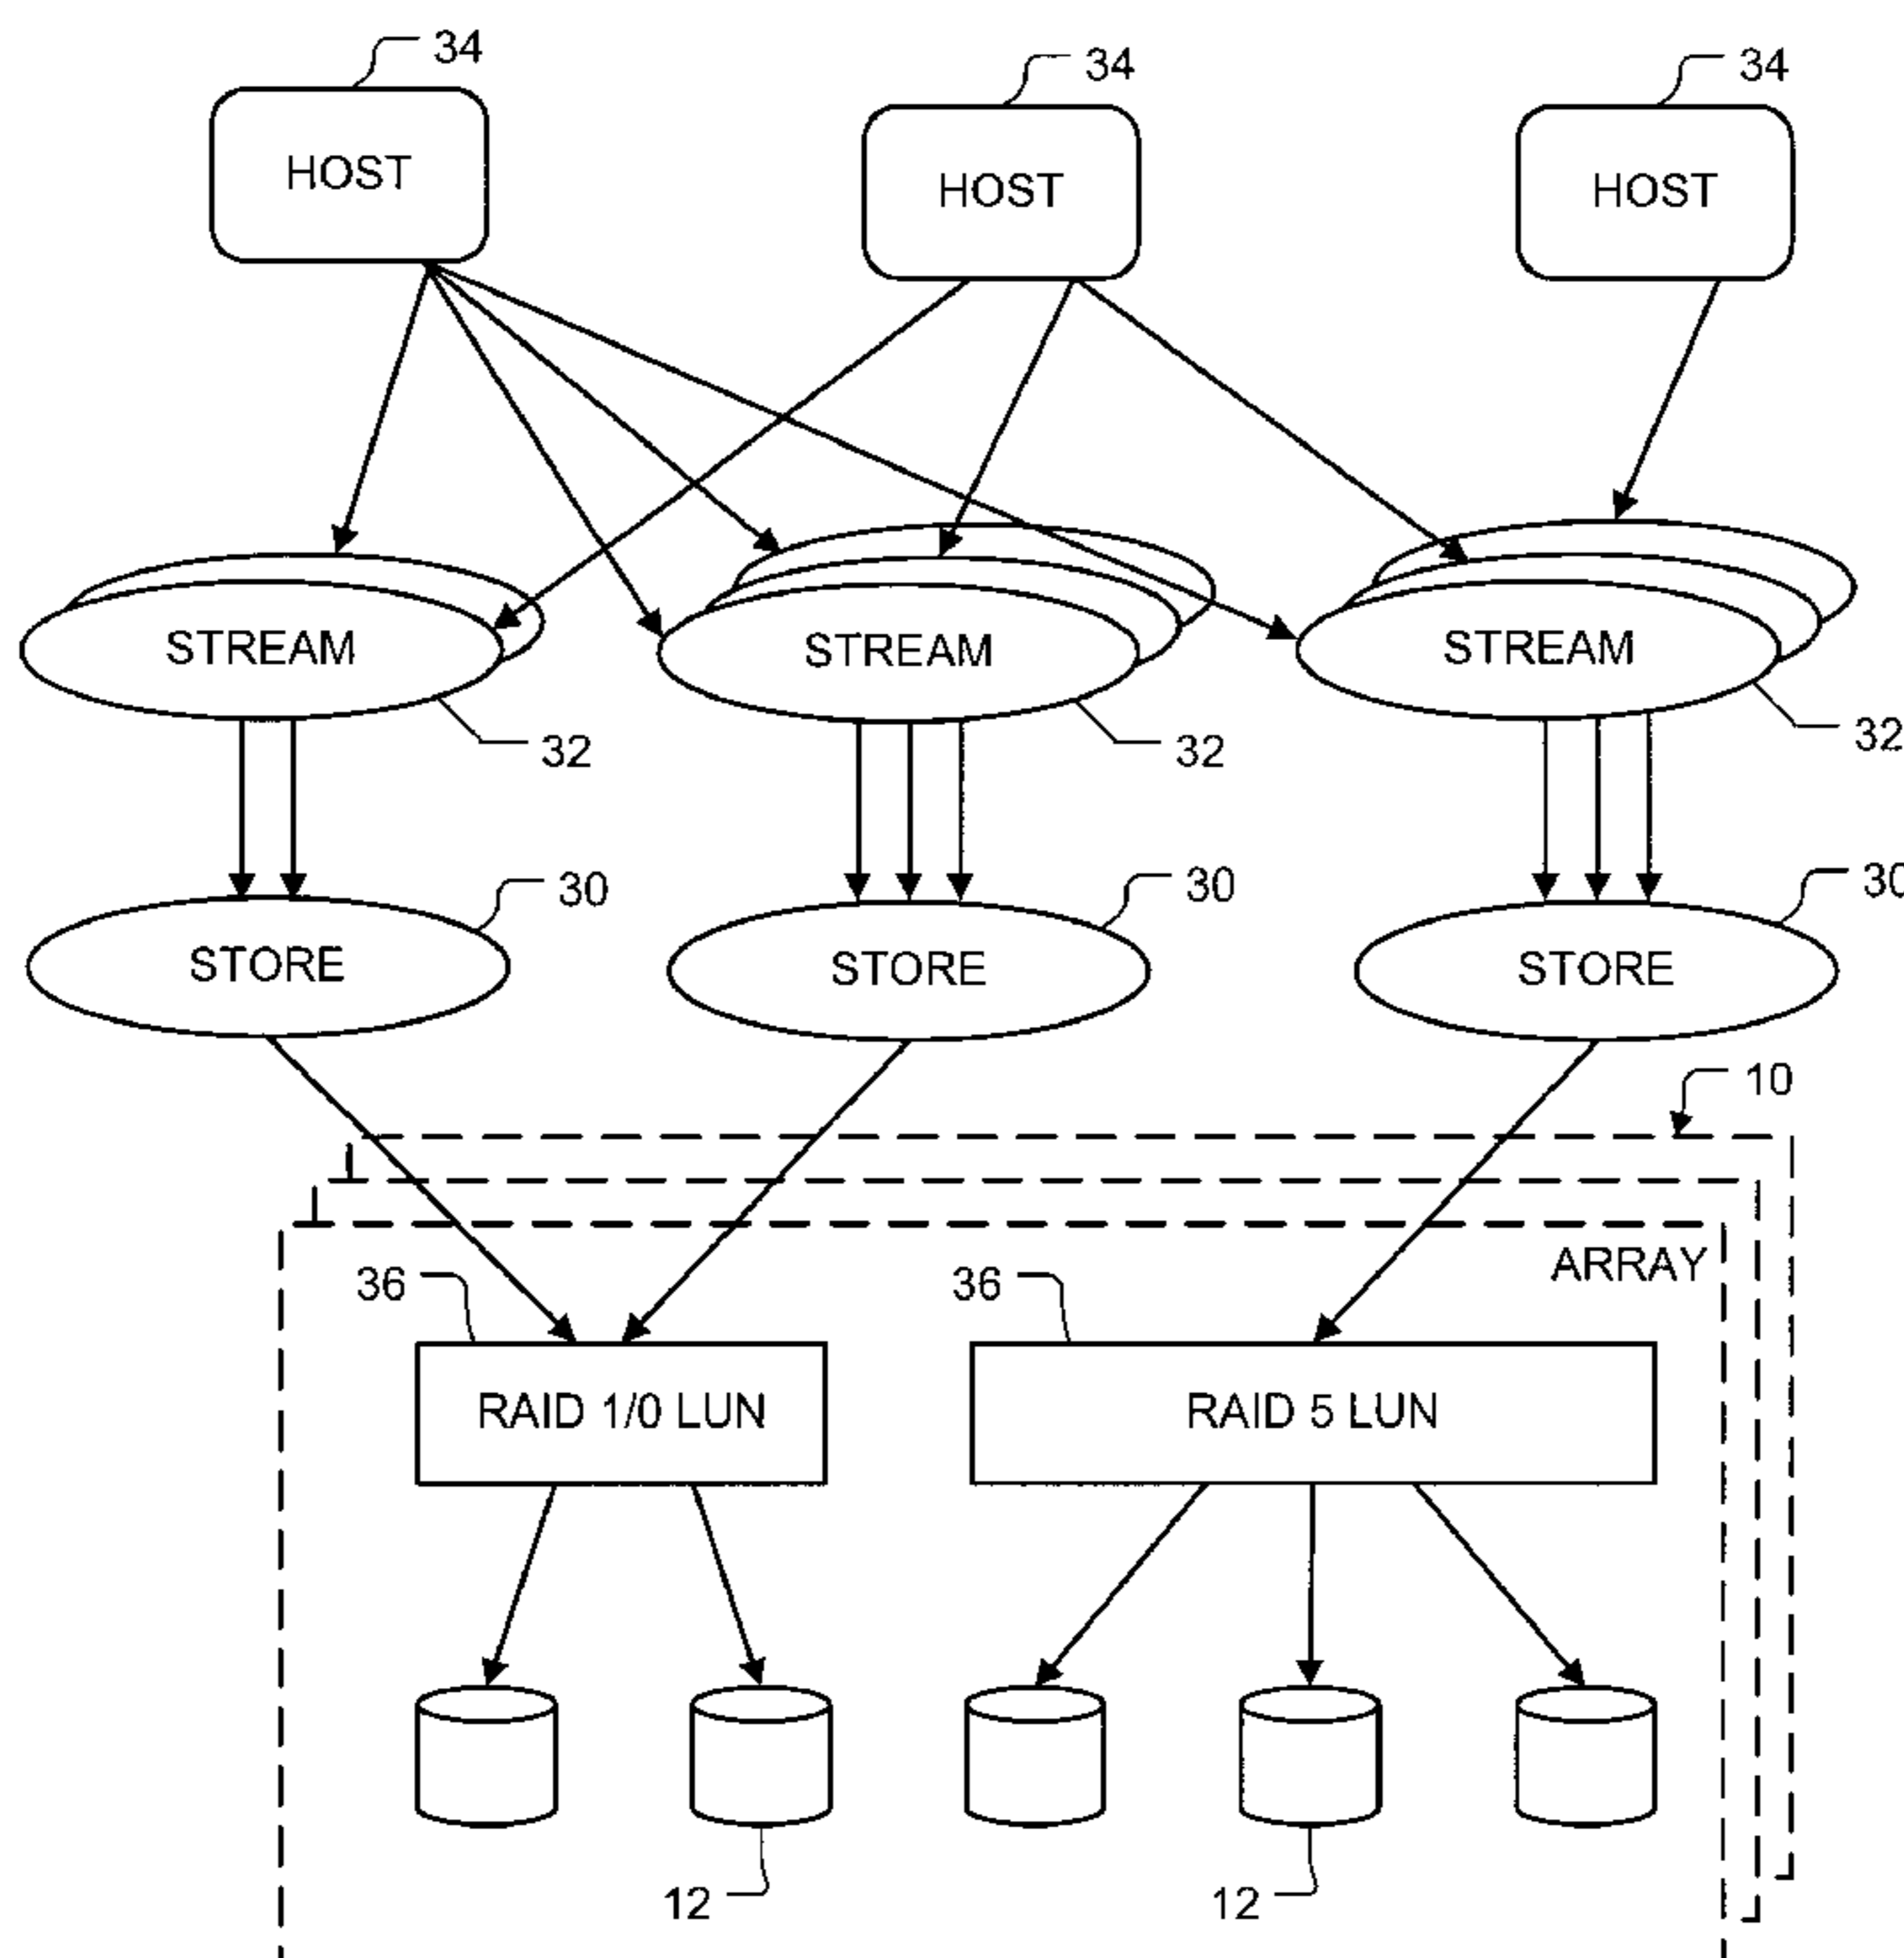 34
34
34
HOST
HOST
HOST
STREAM
STREAM
STREAM
32
32
32
30
30
30
STORE
STORE
STORE
10
ARRAY
36
36
RAID 1/0 LUN
RAID 5 LUN
12
12